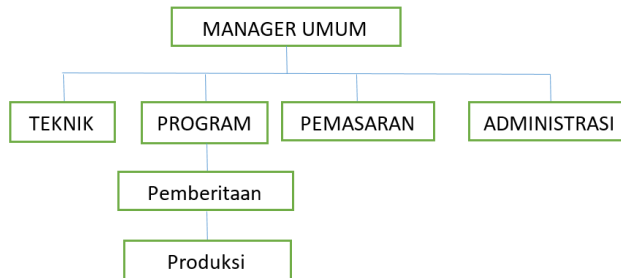 MANAGER UMUM
TEKNIK
PROGRAM
PEMASARAN
ADMINISTRASI
Pemberitaan
Produksi